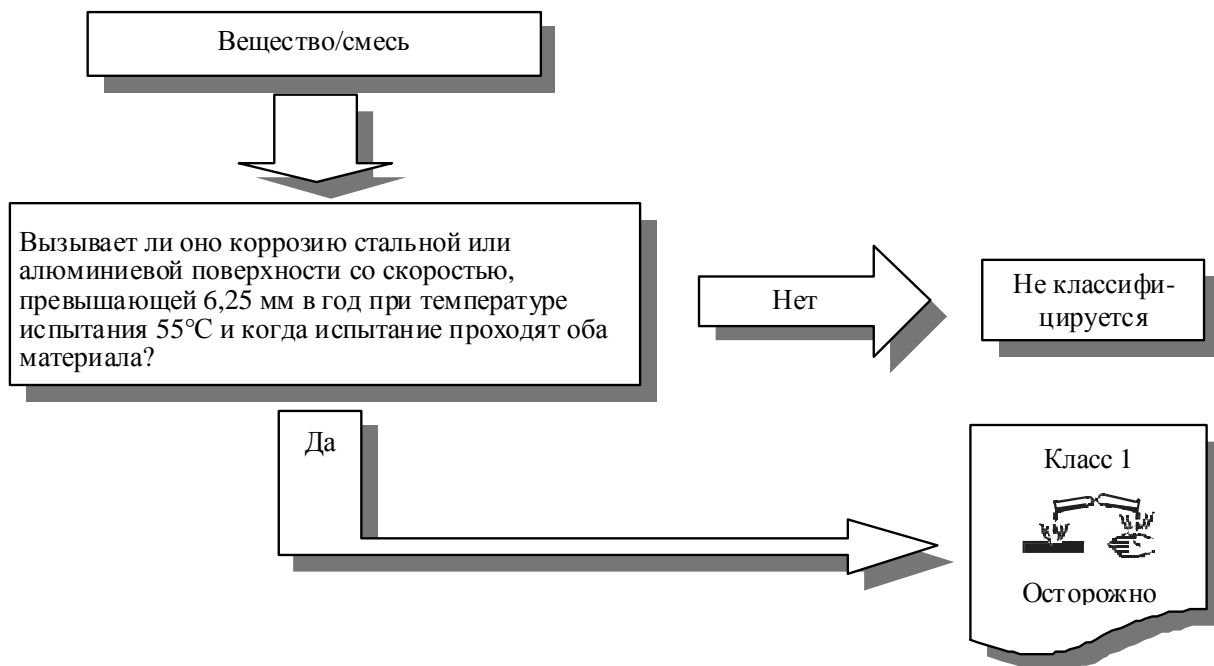 Вещество/смесь
Вызывает ли оно коррозию стальной или
алюминиевой поверхности со скоростью,
превышающей 6,25 мм в год при температуре
испытания 55°C и когда испытание проходят оба
материала?
Нет
Не классифи-
цируется
Да
Класс 1
Осторожно